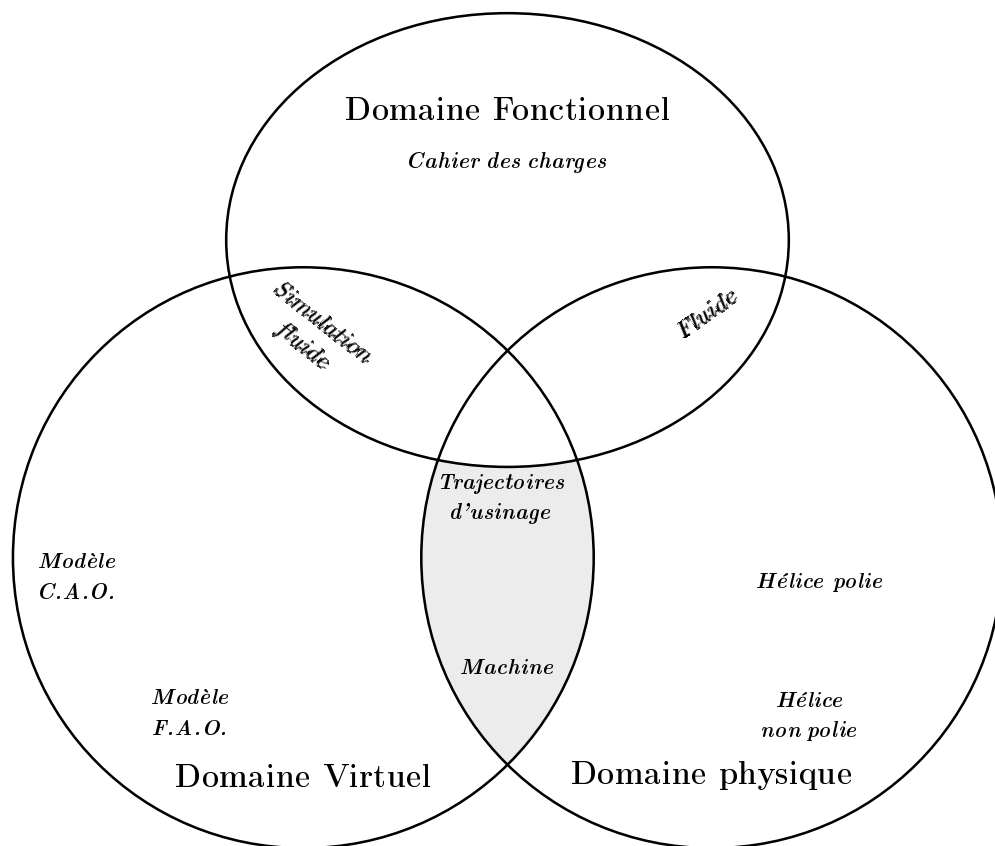 Domaine Fonctionnel
Cahier des charges
Simulation
fluide
Fluide
Trajectoires
d'usinage
Modèle
C.A.O.
Hélice polie
Machine
Modèle
F.A.O.
Hélice
non polie
Domaine Virtuel
Domaine physique